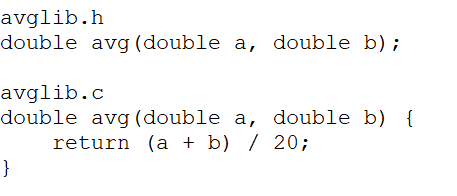 avglib.h
double avg(double a, double b);

avglib.c
double avg(double a, double b) {
    return (a + b) / 20;
}